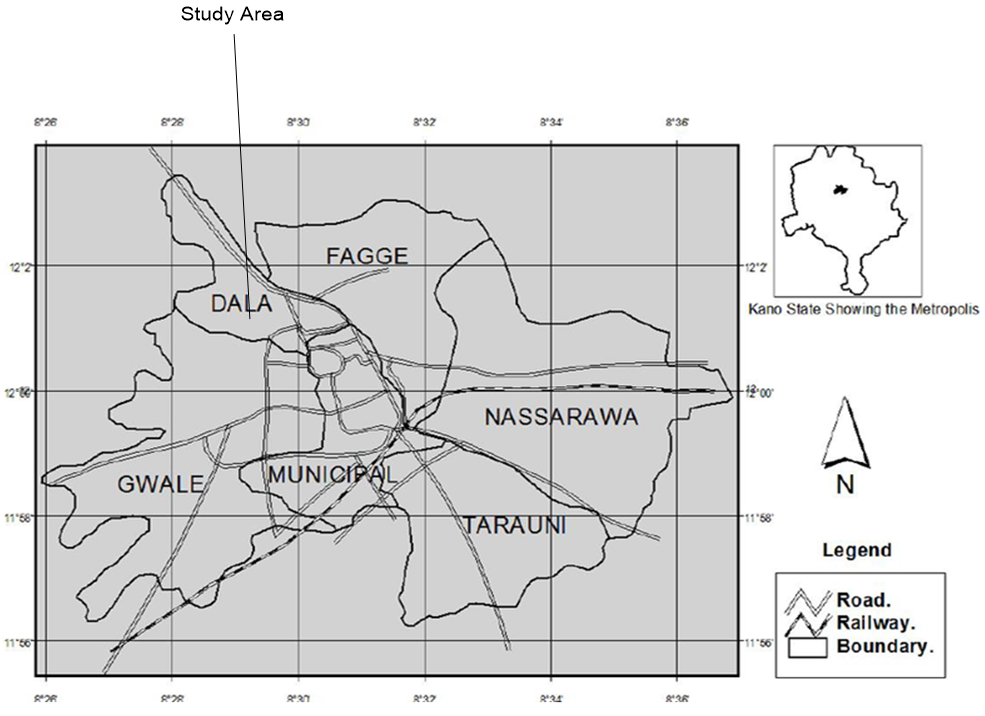 Study Area
8°26' 8°28' 8°30' 8°32' 8°34' 8°36'
12°2' 12°2'
FAGGE
DALA
Kano State Showing the Metropolis
12°00'
NASSARAWA
GWALE
MUNICIPAL
N
11°58' 11°58'
TARAUNI
Legend
Road.
Railway.
Boundary.
11°56' 11°56'
8°26' 8°28' 8°30' 8°32' 8°34' 8°36'